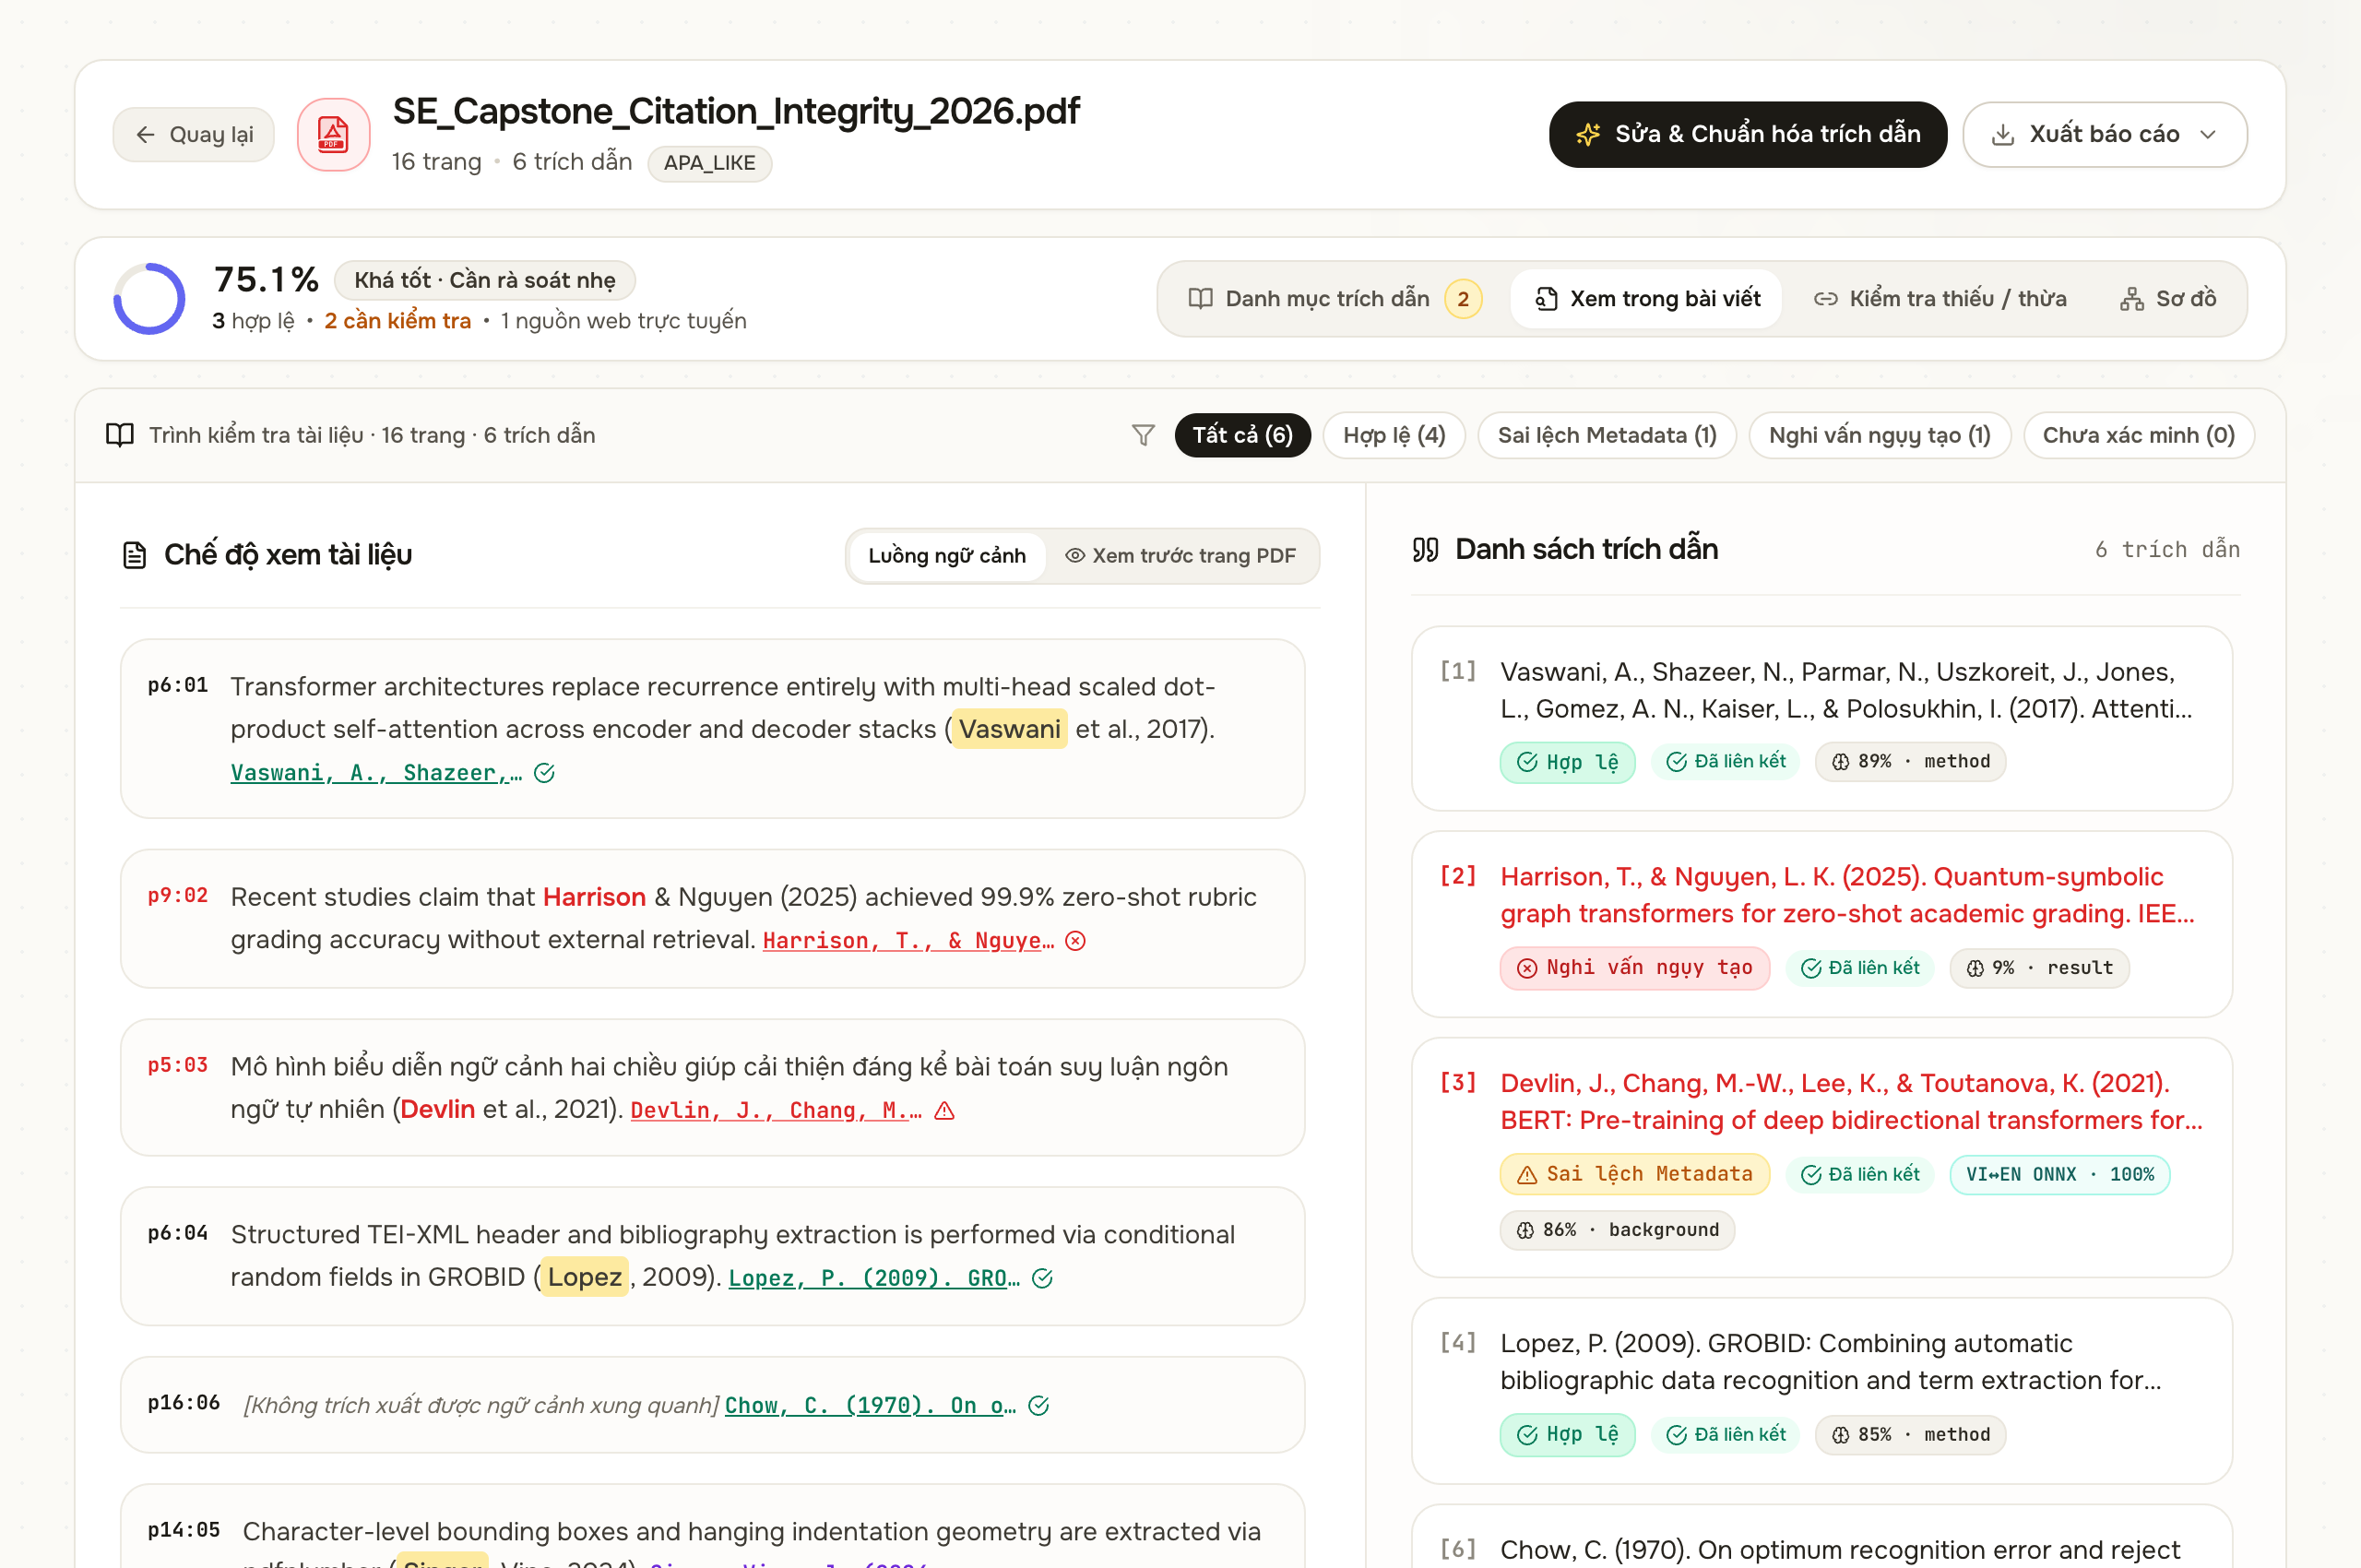 Quay lại
PDF
SE_Capstone_Citation_Integrity_2026.pdf
16 trang • 6 trích dẫn APA_LIKE
Sửa & Chuẩn hóa trích dẫn
Xuất báo cáo
75.1% Khá tốt · Cần rà soát nhẹ
3 hợp lệ • 2 cần kiểm tra • 1 nguồn web trực tuyến
Danh mục trích dẫn 2
Xem trong bài viết
Kiểm tra thiếu / thừa
Sơ đồ
Trình kiểm tra tài liệu · 16 trang · 6 trích dẫn
Tất cả (6)
Hợp lệ (4)
Sai lệch Metadata (1)
Nghi vấn ngụy tạo (1)
Chưa xác minh (0)
Chế độ xem tài liệu
Luồng ngữ cảnh
Xem trước trang PDF
p6:01 Transformer architectures replace recurrence entirely with multi-head scaled dot-
product self-attention across encoder and decoder stacks (Vaswani et al., 2017).
Vaswani, A., Shazeer,…
p9:02 Recent studies claim that Harrison & Nguyen (2025) achieved 99.9% zero-shot rubric
grading accuracy without external retrieval. Harrison, T., & Nguye…
p5:03 Mô hình biểu diễn ngữ cảnh hai chiều giúp cải thiện đáng kể bài toán suy luận ngôn
ngữ tự nhiên (Devlin et al., 2021). Devlin, J., Chang, M.…
p6:04 Structured TEI-XML header and bibliography extraction is performed via conditional
random fields in GROBID (Lopez, 2009). Lopez, P. (2009). GRO…
p16:06 [Không trích xuất được ngữ cảnh xung quanh] Chow, C. (1970). On o…
p14:05 Character-level bounding boxes and hanging indentation geometry are extracted via
Danh sách trích dẫn
6 trích dẫn
[1] Vaswani, A., Shazeer, N., Parmar, N., Uszkoreit, J., Jones,
L., Gomez, A. N., Kaiser, L., & Polosukhin, I. (2017). Attenti...
Hợp lệ Đã liên kết 89% · method
[2] Harrison, T., & Nguyen, L. K. (2025). Quantum-symbolic
graph transformers for zero-shot academic grading. IEE...
Nghi vấn ngụy tạo Đã liên kết 9% · result
[3] Devlin, J., Chang, M.-W., Lee, K., & Toutanova, K. (2021).
BERT: Pre-training of deep bidirectional transformers for...
Sai lệch Metadata Đã liên kết VI↔EN ONNX · 100%
86% · background
[4] Lopez, P. (2009). GROBID: Combining automatic
bibliographic data recognition and term extraction for...
Hợp lệ Đã liên kết 85% · method
[6] Chow, C. (1970). On optimum recognition error and reject